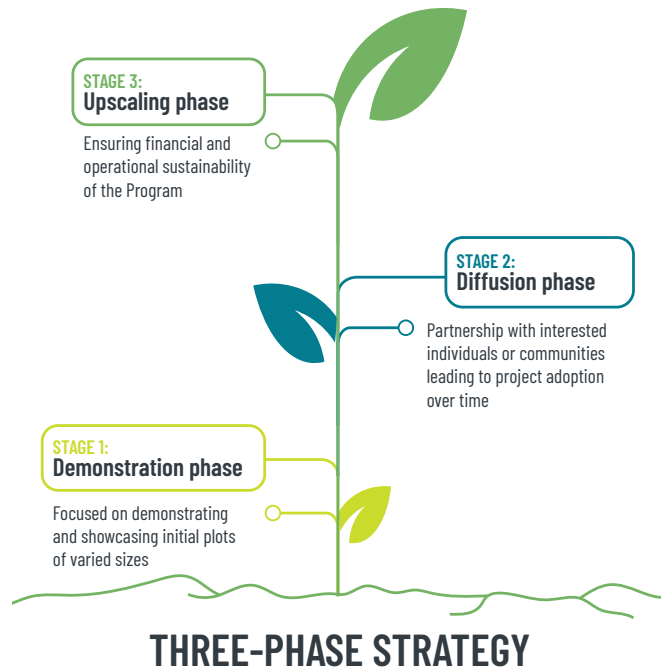 STAGE 3:
Upscaling phase
Ensuring financial and
operational sustainability
of the Program
STAGE 2:
Diffusion phase
Partnership with interested
individuals or communities
leading to project adoption
over time
STAGE 1:
Demonstration phase
Focused on demonstrating
and showcasing initial plots
of varied sizes
THREE-PHASE STRATEGY